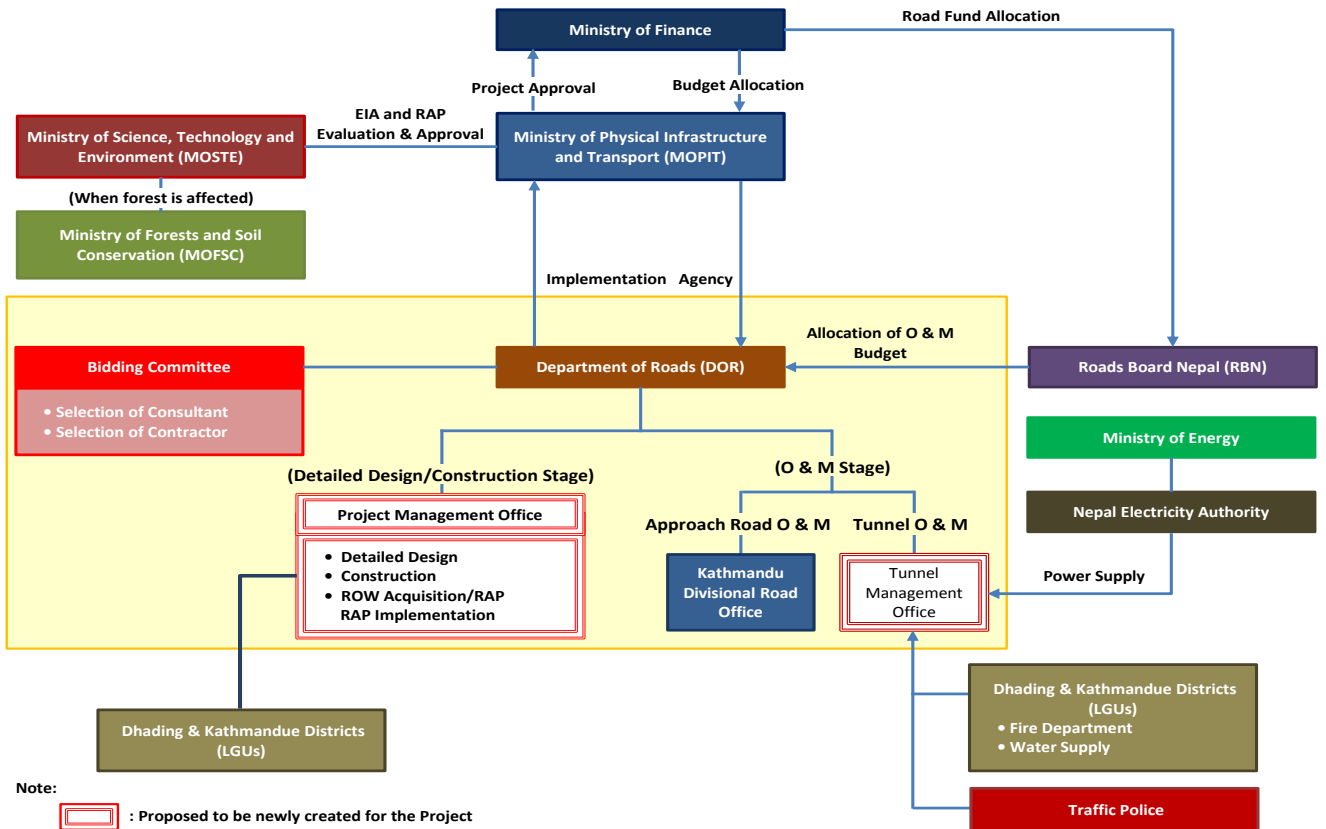 Ministry of Finance
Road Fund Allocation
Project Approval
Budget Allocation
EIA and RAP
Evaluation & Approval
Ministry of Science, Technology and
Environment (MOSTE)
Ministry of Physical Infrastructure
and Transport (MOPIT)
(When forest is affected)
Ministry of Forests and Soil
Conservation (MOFSC)
Implementation Agency
Allocation of O & M
Budget
Bidding Committee
• Selection of Consultant
• Selection of Contractor
Department of Roads (DOR)
Roads Board Nepal (RBN)
Ministry of Energy
Nepal Electricity Authority
Power Supply
(Detailed Design/Construction Stage)
(O & M Stage)
Project Management Office
• Detailed Design
• Construction
• ROW Acquisition/RAP
RAP Implementation
Approach Road O & M
Tunnel O & M
Kathmandu
Divisional Road
Office
Tunnel
Management
Office
Dhading & Kathmandue Districts
(LGUs)
Dhading & Kathmandue Districts
(LGUs)
• Fire Department
• Water Supply
Traffic Police
Note:
: Proposed to be newly created for the Project